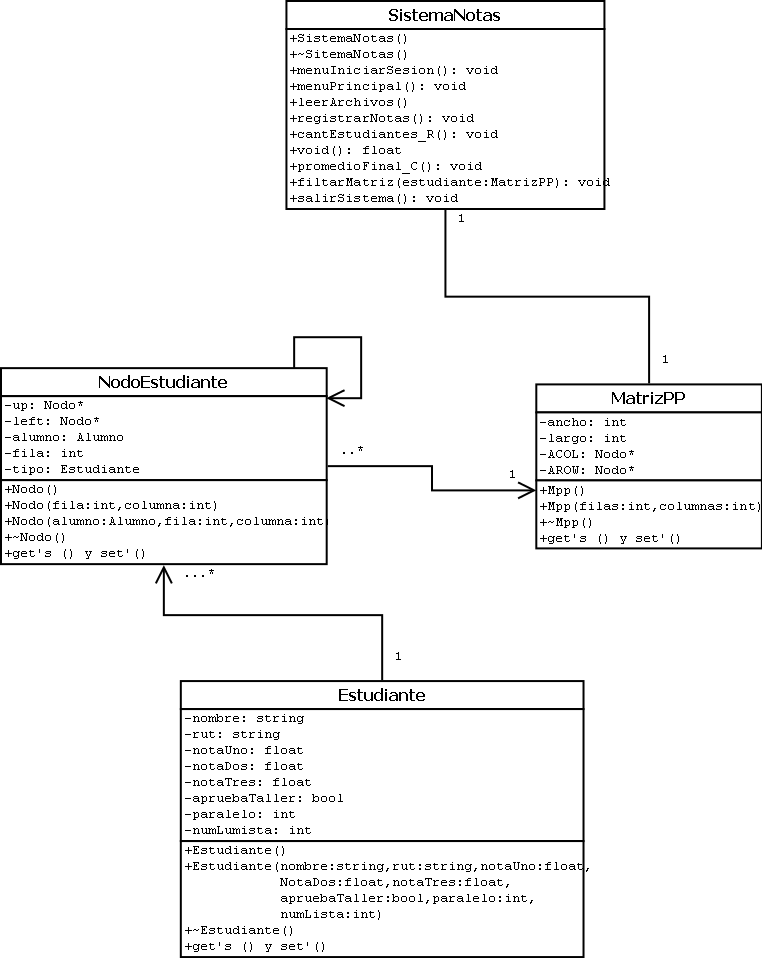 SistemaNotas
+SistemaNotas()
+~SitemaNotas()
+menuIniciarSesion(): void
+menuPrincipal(): void
+leerArchivos()
+registrarNotas(): void
+cantEstudiantes_R(): void
+void(): float
+promedioFinal_C(): void
+filtarMatriz(estudiante:MatrizPP): void
+salirSistema(): void
1
1
NodoEstudiante
-up: Nodo*
-left: Nodo*
-alumno: Alumno
-fila: int
-tipo: Estudiante
+Nodo()
+Nodo(fila:int,columna:int)
+Nodo(alumno:Alumno,fila:int,columna:int)
+~Nodo()
+get's () y set'()
..*
1
MatrizPP
-ancho: int
-largo: int
-ACOL: Nodo*
-AROW: Nodo*
+Mpp()
+Mpp(filas:int,columnas:int)
+~Mpp()
+get's () y set'()
...*
1
Estudiante
-nombre: string
-rut: string
-notaUno: float
-notaDos: float
-notaTres: float
-apruebaTaller: bool
-paralelo: int
-numLumista: int
+Estudiante()
+Estudiante(nombre:string,rut:string,notaUno:float,
NotaDos:float,notaTres:float,
apruebaTaller:bool,paralelo:int,
numLista:int)
+~Estudiante()
+get's () y set'()